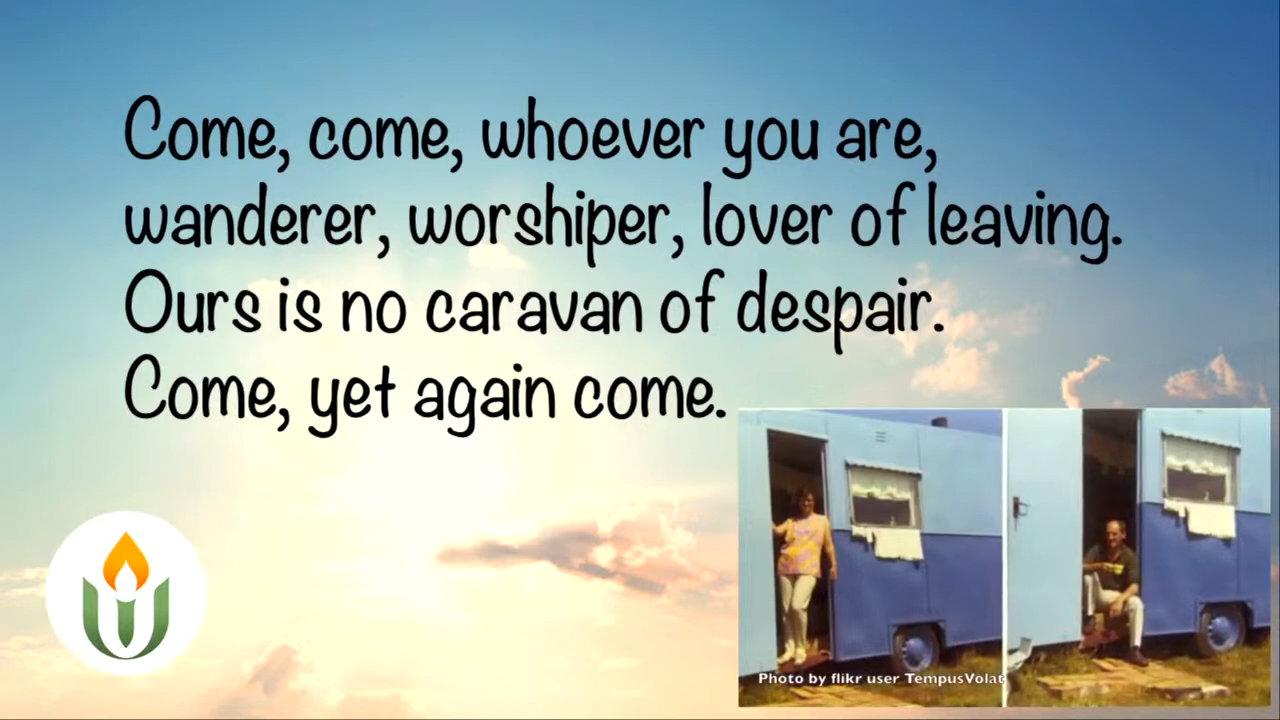 Come, come, whoever you are,
wanderer, worshiper, lover of leaving.
Ours is no caravan of despair.
Come, yet again come.
Photo by flikr user TempusVolat